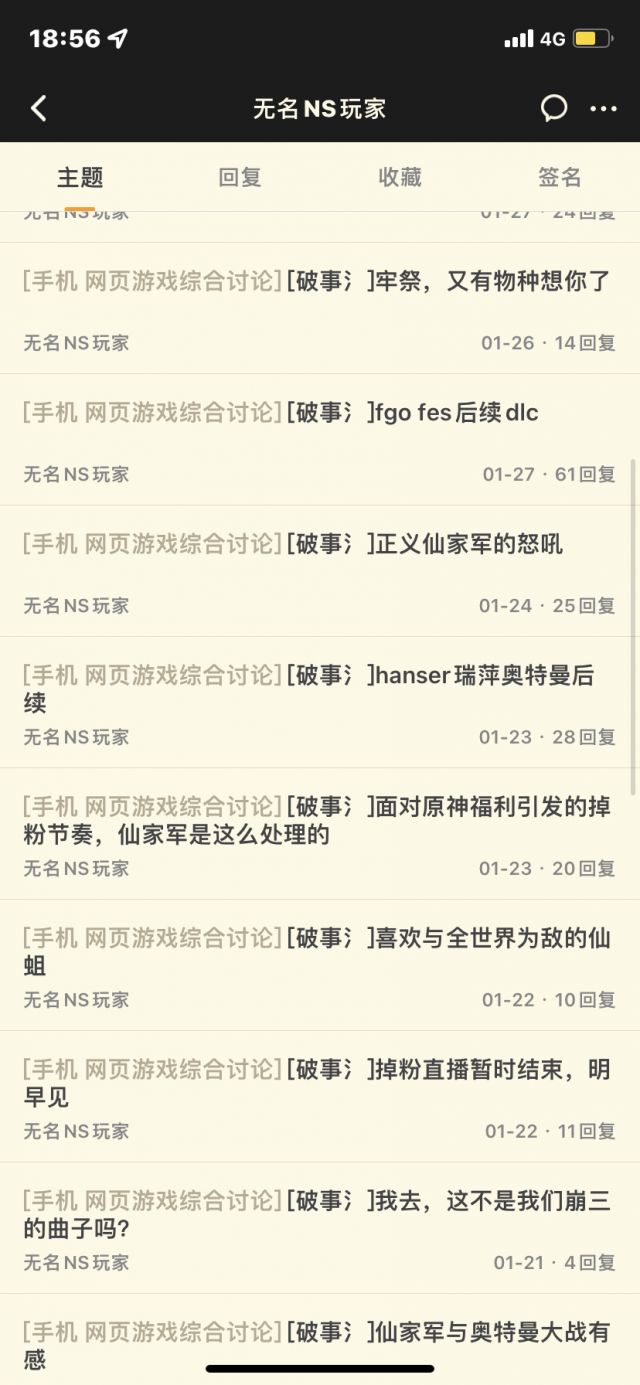 18:56
4G
无名NS玩家
主题 回复 收藏 签名
无名NS玩家 01-27 · 24回复
[手机 网页游戏综合讨论][破事氵]牢祭，又有物种想你了
无名NS玩家 01-26 · 14回复
[手机 网页游戏综合讨论][破事氵]fgo fes后续dlc
无名NS玩家 01-27 · 61回复
[手机 网页游戏综合讨论][破事氵]正义仙家军的怒吼
无名NS玩家 01-24 · 25回复
[手机 网页游戏综合讨论][破事氵]hanser瑞萍奥特曼后
续
无名NS玩家 01-23 · 28回复
[手机 网页游戏综合讨论][破事氵]面对原神福利引发的掉
粉节奏，仙家军是这么处理的
无名NS玩家 01-23 · 20回复
[手机 网页游戏综合讨论][破事氵]喜欢与全世界为敌的仙
蛆
无名NS玩家 01-22 · 10回复
[手机 网页游戏综合讨论][破事氵]掉粉直播暂时结束，明
早见
无名NS玩家 01-22 · 11回复
[手机 网页游戏综合讨论][破事氵]我去，这不是我们崩三
的曲子吗?
无名NS玩家 01-21 · 4回复
[手机 网页游戏综合讨论][破事氵]仙家军与奥特曼大战有
感